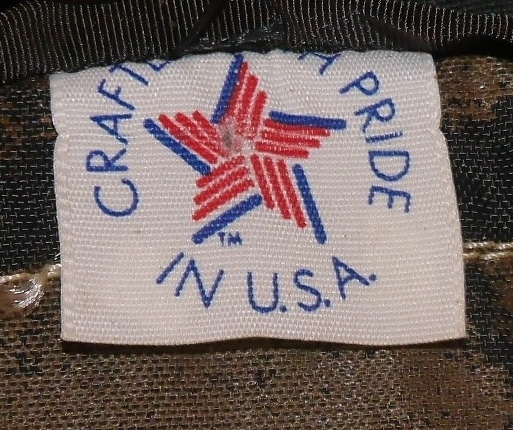 CRAFTE H PRIDE
TM
IN U.S.A.